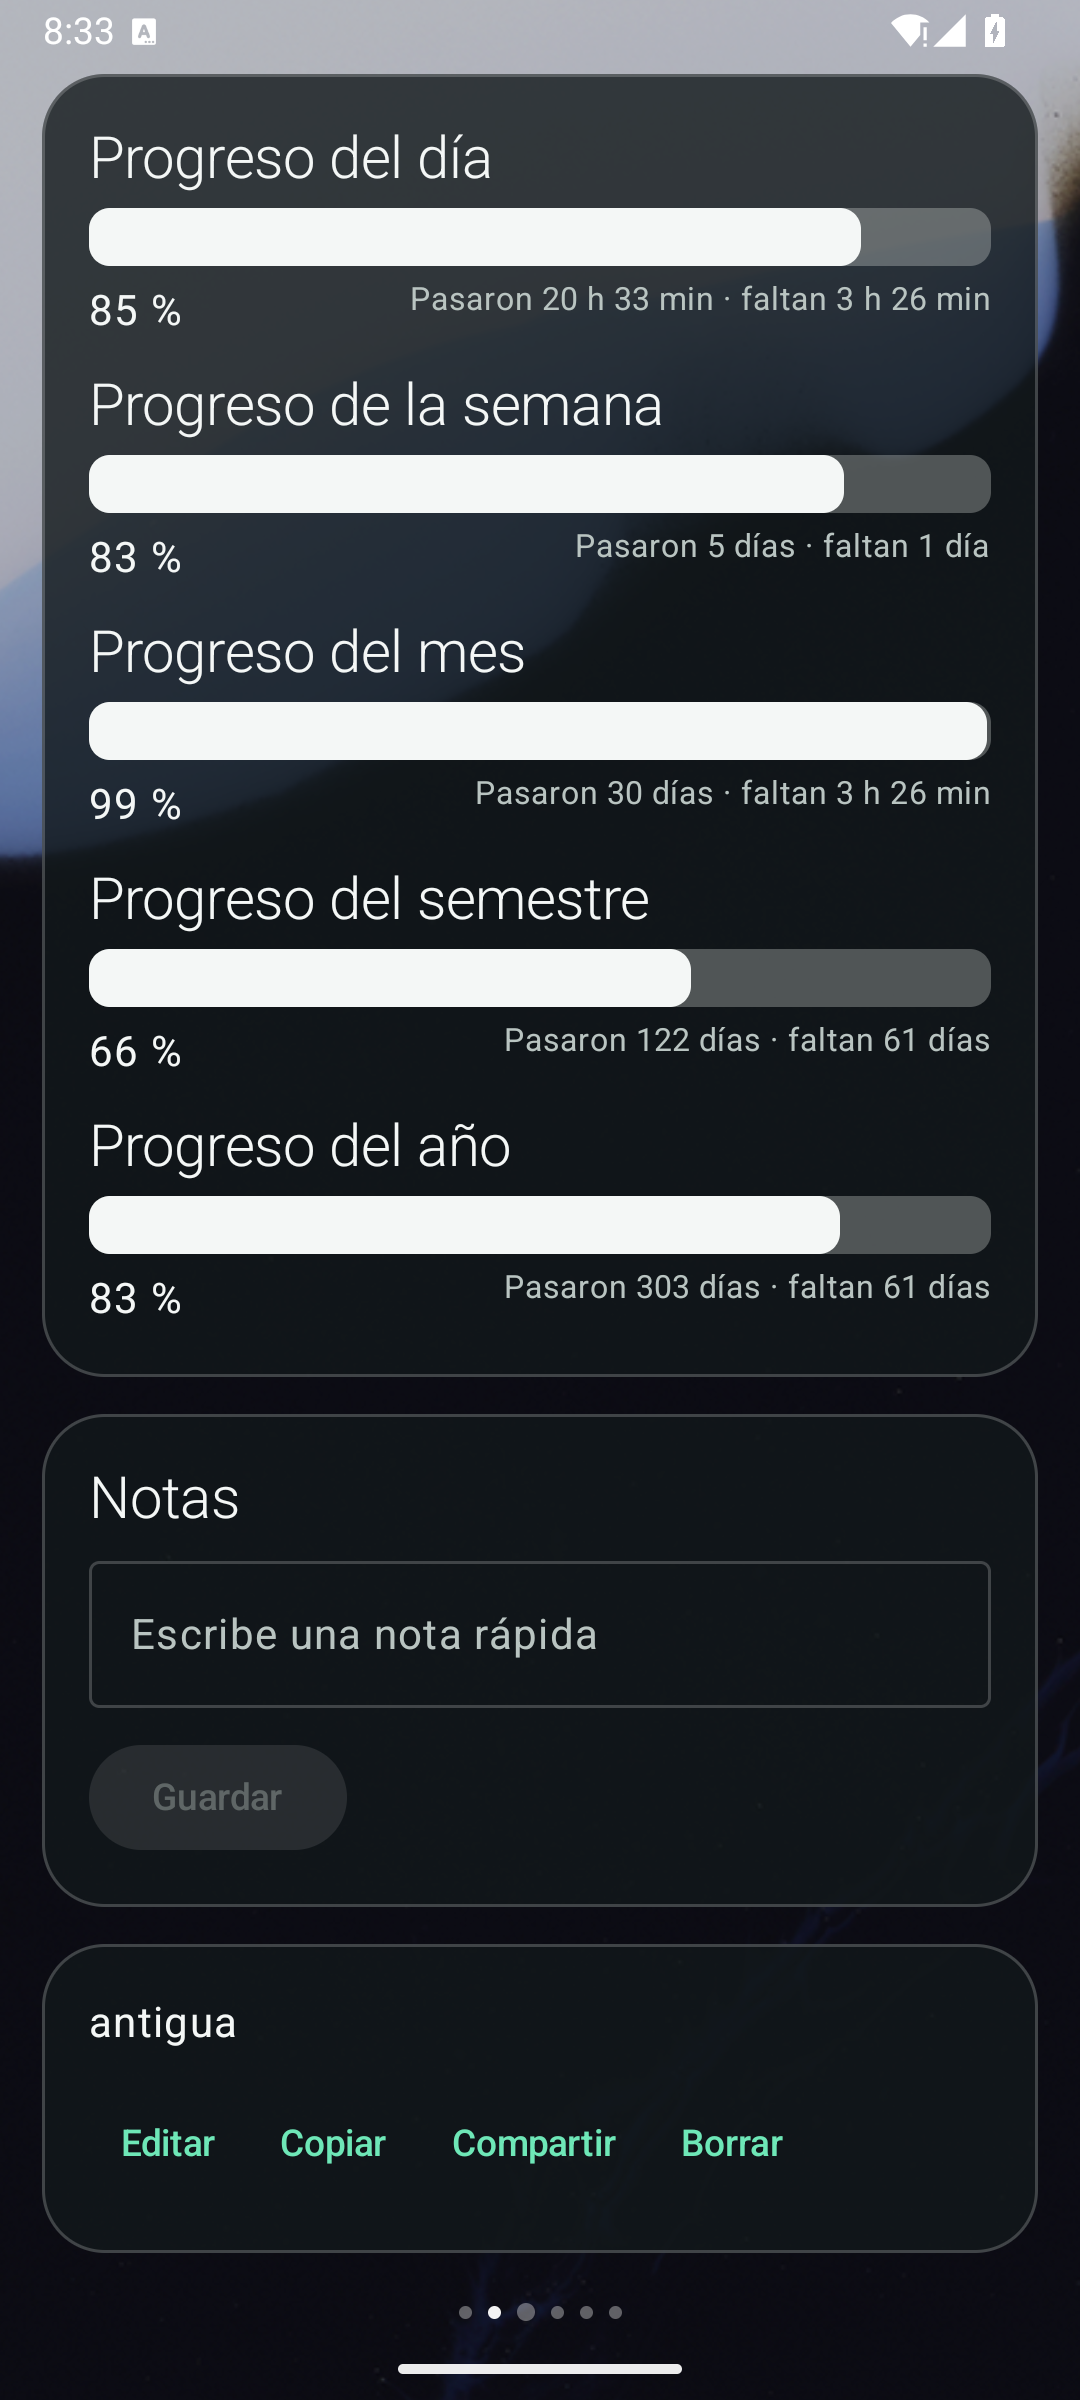 8:33
Progreso del día
85 %
Pasaron 20 h 33 min · faltan 3 h 26 min
Progreso de la semana
83 %
Pasaron 5 días · faltan 1 día
Progreso del mes
99 %
Pasaron 30 días · faltan 3 h 26 min
Progreso del semestre
66 %
Pasaron 122 días · faltan 61 días
Progreso del año
83 %
Pasaron 303 días · faltan 61 días
Notas
Escribe una nota rápida
Guardar
antigua
Editar Copiar Compartir Borrar